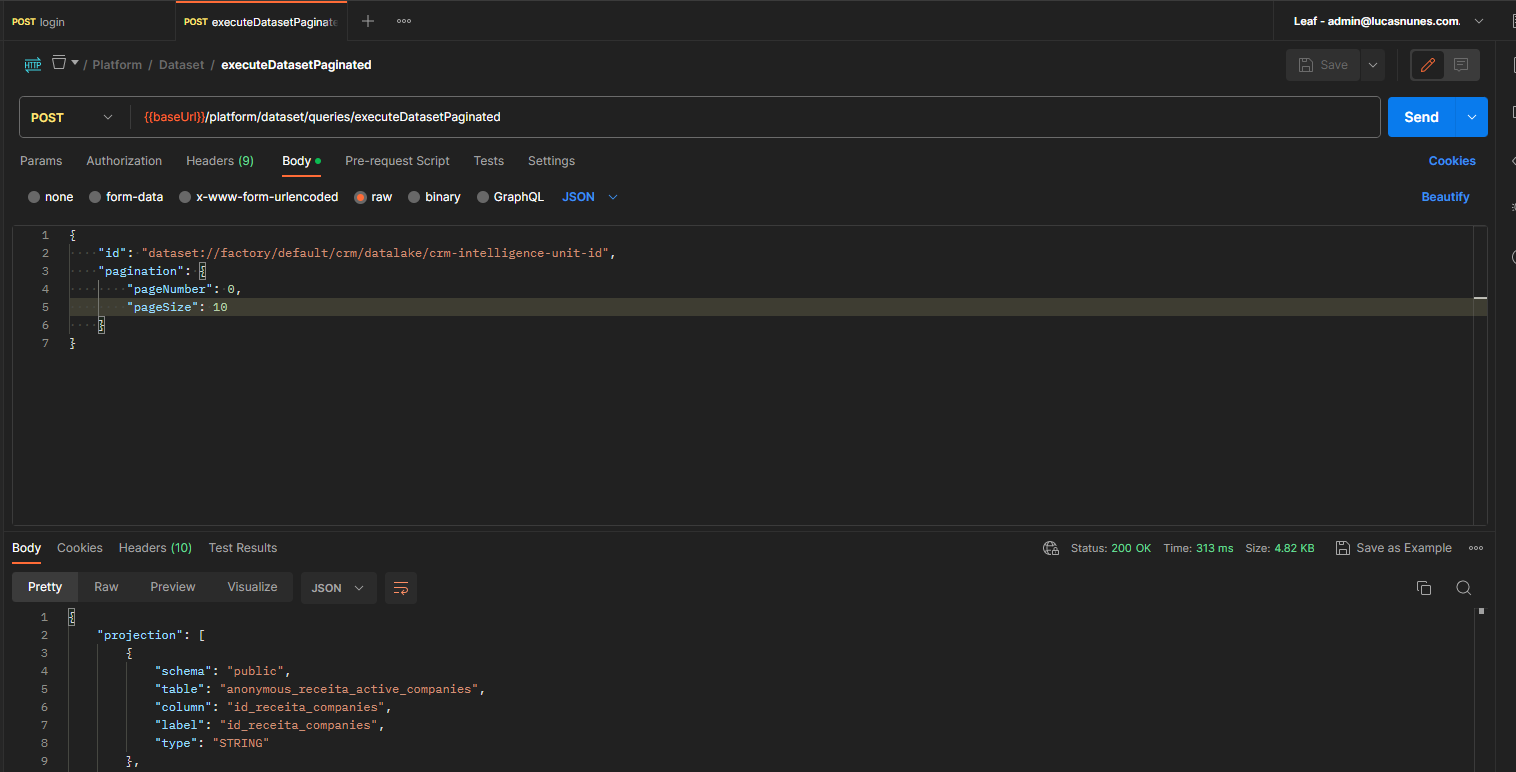 POST login
POST executeDatasetPaginate
Leaf - admin@lucasnunes.com.
HTTP / Platform / Dataset / executeDatasetPaginated
Save
POST {{baseUrl}}/platform/dataset/queries/executeDatasetPaginated
Send
Params Authorization Headers (9) Body Pre-request Script Tests Settings Cookies
none form-data x-www-form-urlencoded raw binary GraphQL JSON Beautify
1 {
2 "id": "dataset://factory/default/crm/datalake/crm-intelligence-unit-id",
3 "pagination": {
4 "pageNumber": 0,
5 "pageSize": 10
6 }
7 }
Body Cookies Headers (10) Test Results Status: 200 OK Time: 313 ms Size: 4.82 KB Save as Example
Pretty Raw Preview Visualize JSON
1 {
2 "projection": [
3 {
4 "schema": "public",
5 "table": "anonymous_receita_active_companies",
6 "column": "id_receita_companies",
7 "label": "id_receita_companies",
8 "type": "STRING"
9 },